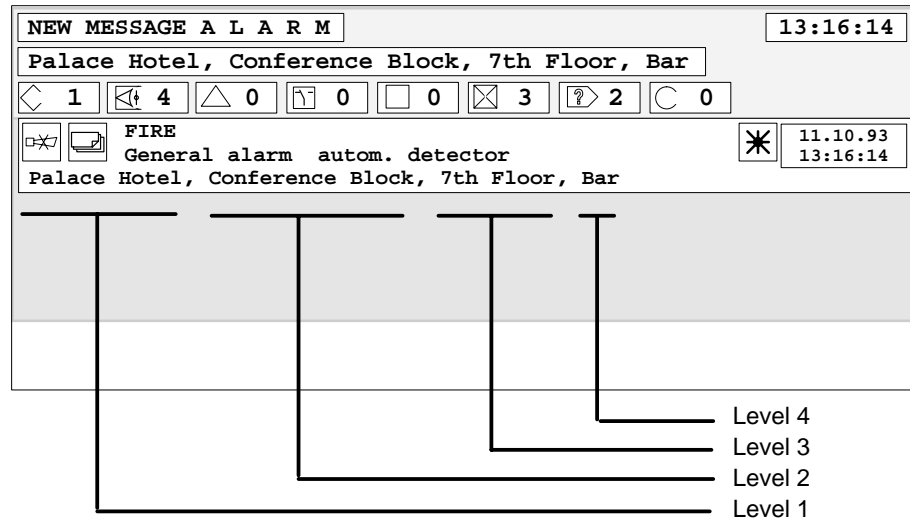 NEW MESSAGE A L A R M 13:16:14
Palace Hotel, Conference Block, 7th Floor, Bar
1 4 0 0 0 3 ? 2 0
FIRE 11.10.93
General alarm autom. detector 13:16:14
Palace Hotel, Conference Block, 7th Floor, Bar
Level 4
Level 3
Level 2
Level 1